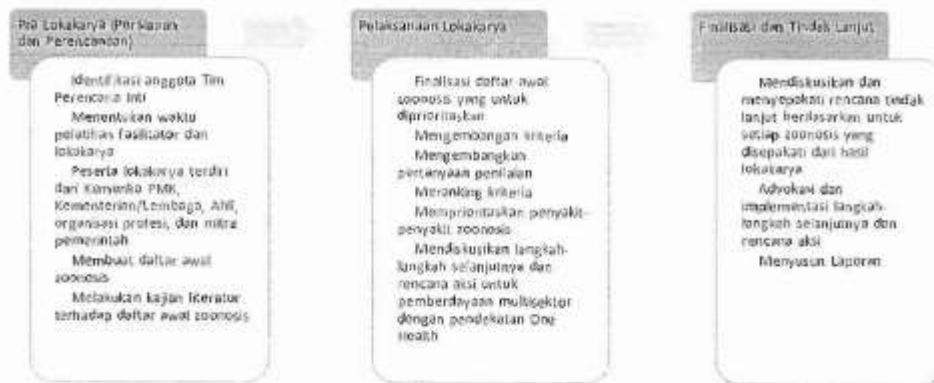 Pra Lokakarya (Persiapan
dan Perencanaan)
Identifikasi anggota Tim
Perencana Inti
Menentukan waktu
pelatihan fasilitator dan
lokakarya
Peserta lokakarya terdiri
dari Kemenko PMK,
Kementerian/Lembaga, Ahli,
organisasi profesi, dan mitra
pemerintah
Membuat daftar awal
zoonosis
Melakukan kajian literatur
terhadap daftar awal zoonosis
Pelaksanaan Lokakarya
Finalisasi daftar awal
zoonosis yang untuk
diprioritaskan
Mengembangan kriteria
Mengembangkan
pertanyaan penilaian
Meranking kriteria
Memprioritaskan penyakit-
penyakit zoonosis
Mendiskusikan langkah-
langkah selanjutnya dan
rencana aksi untuk
pemberdayaan multisektor
dengan pendekatan One
Health
Finalisasi dan Tindak Lanjut
Mendiskusikan dan
menyepakati rencana tindak
lanjut berdasarkan untuk
setiap zoonosis yang
disepakati dari hasil
lokakarya
Advokasi dan
implementasi langkah-
langkah selanjutnya dan
rencana aksi
Menyusun Laporan